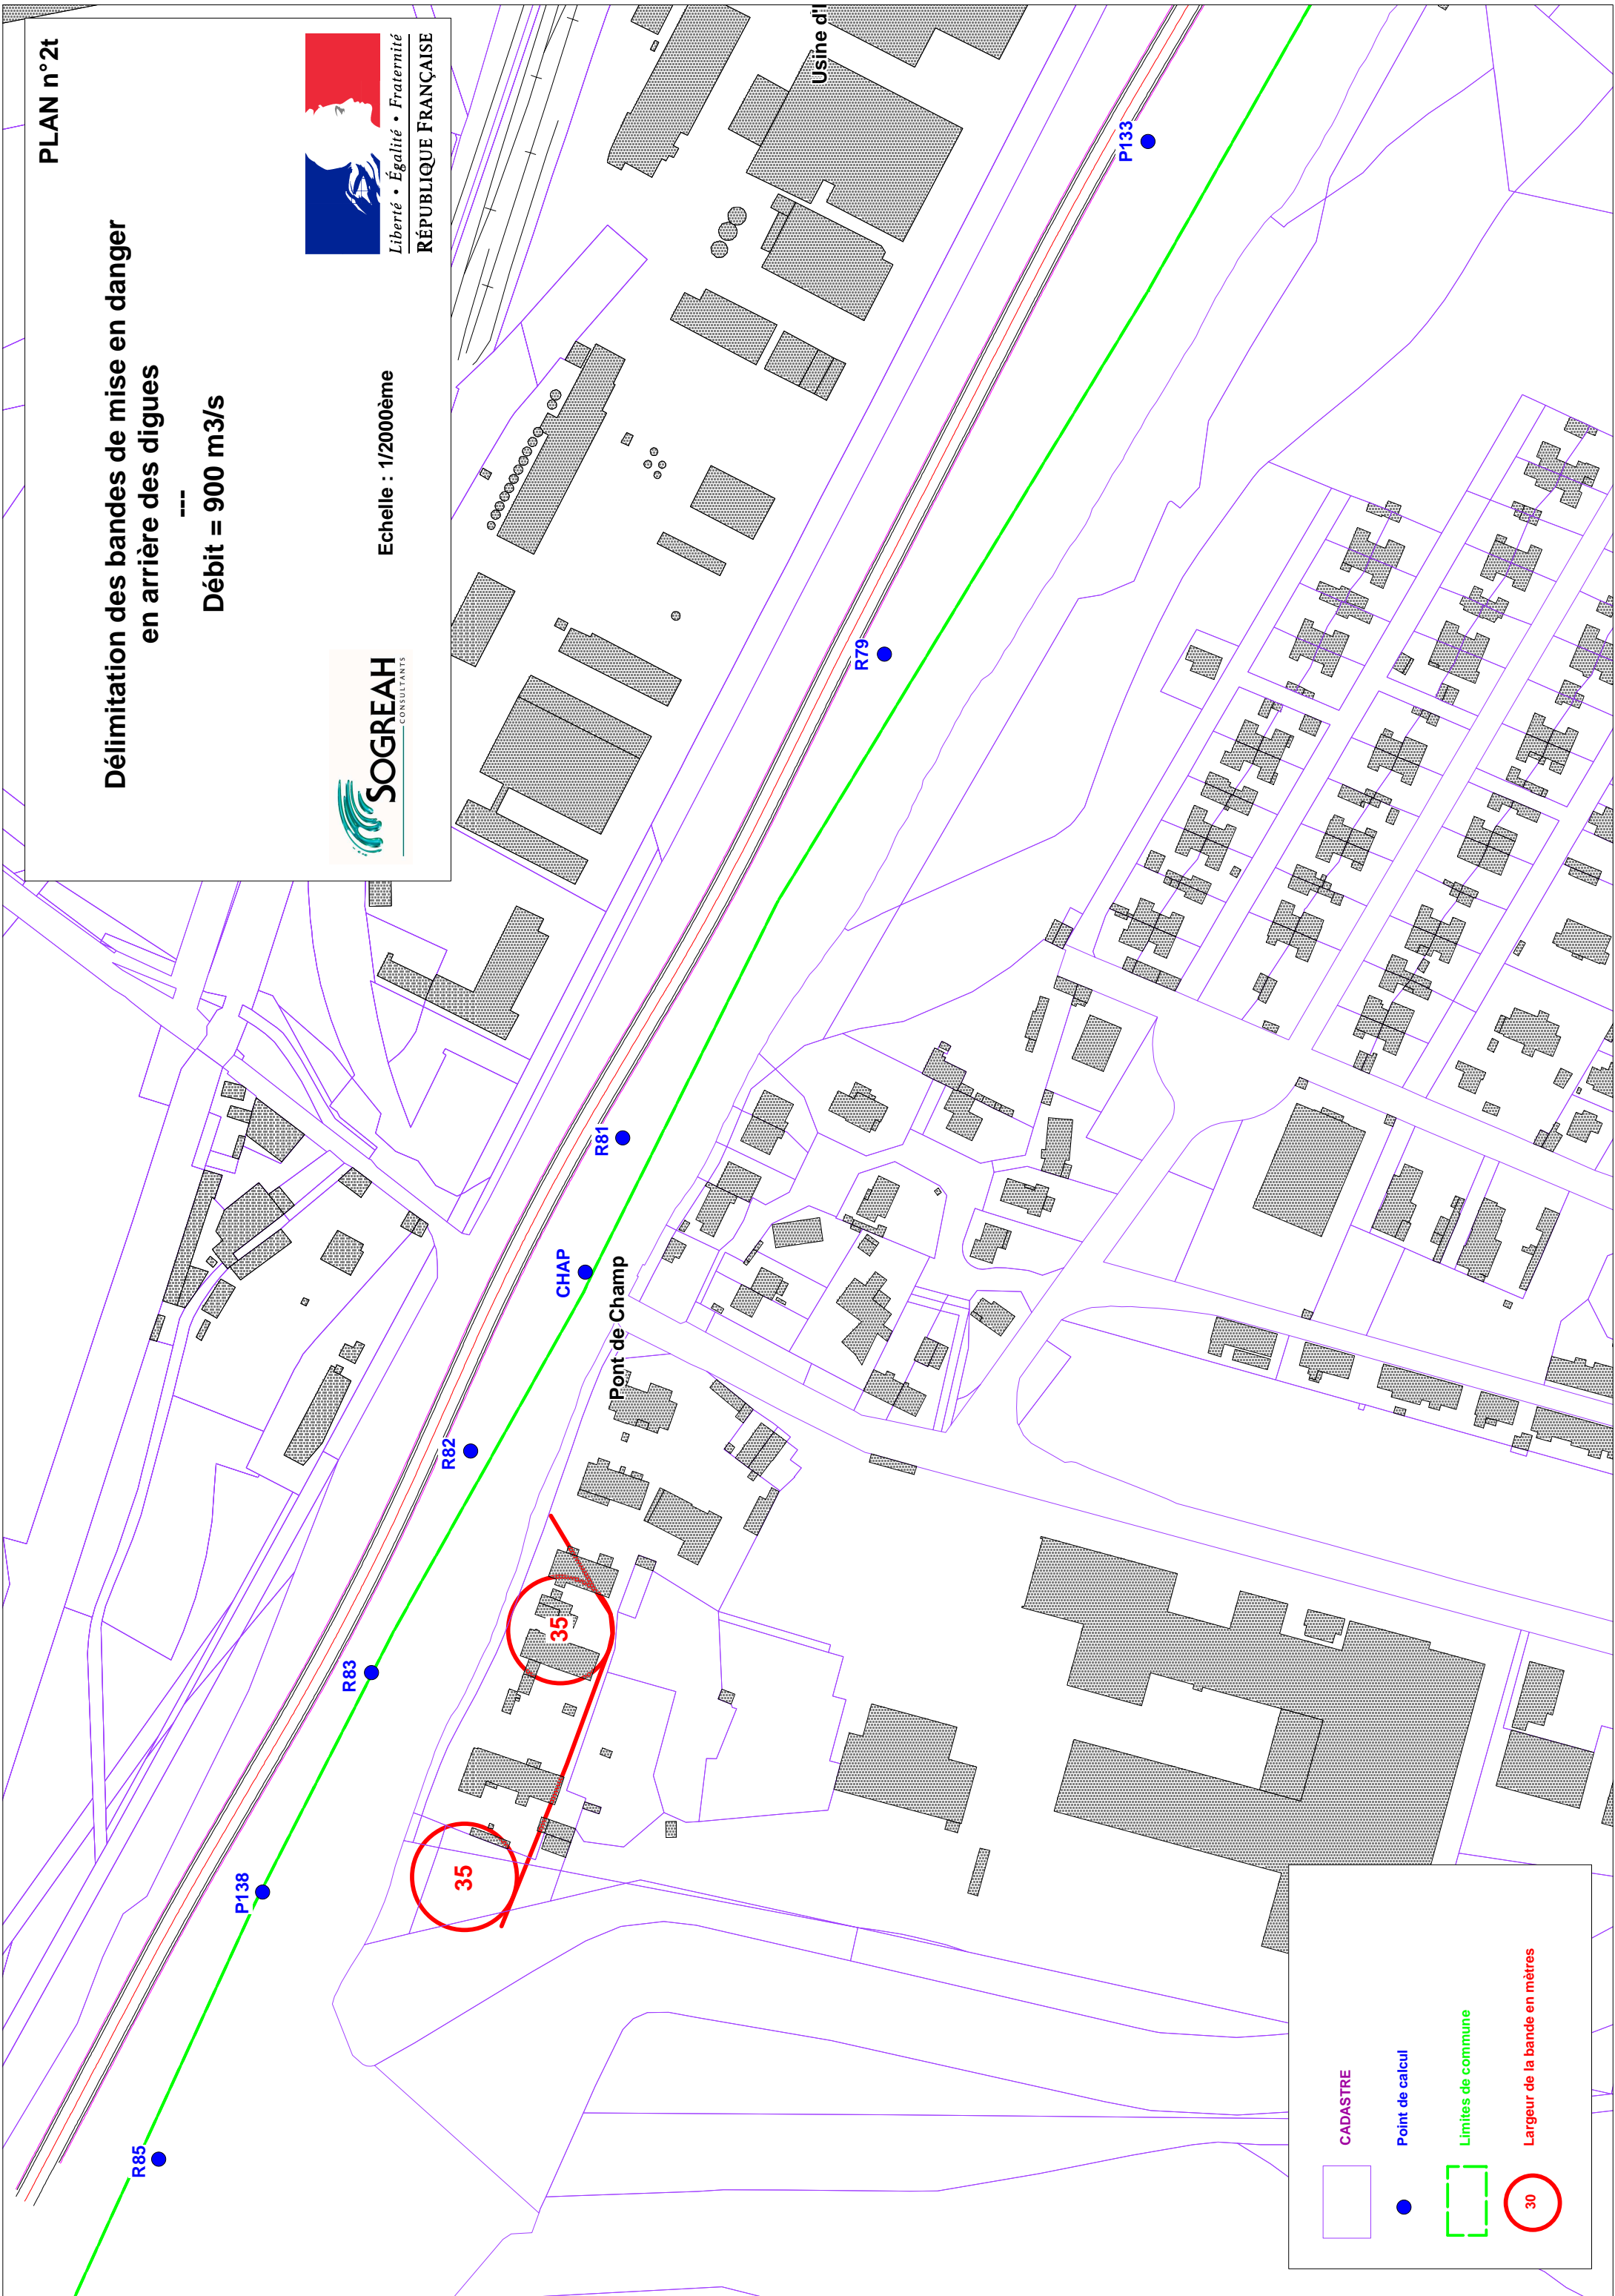 PLAN n°2t
Délimitation des bandes de mise en danger
en arrière des digues
---
Débit = 900 m3/s
Echelle : 1/2000ème
SOGREAH
CONSULTANTS
Liberté • Égalité • Fraternité
RÉPUBLIQUE FRANÇAISE
R85
P138
R83
R82
CHAP
R81
R79
P133
Usine d'I
Pont de Champ
35
35
CADASTRE
Point de calcul
Limites de commune
30
Largeur de la bande en mètres